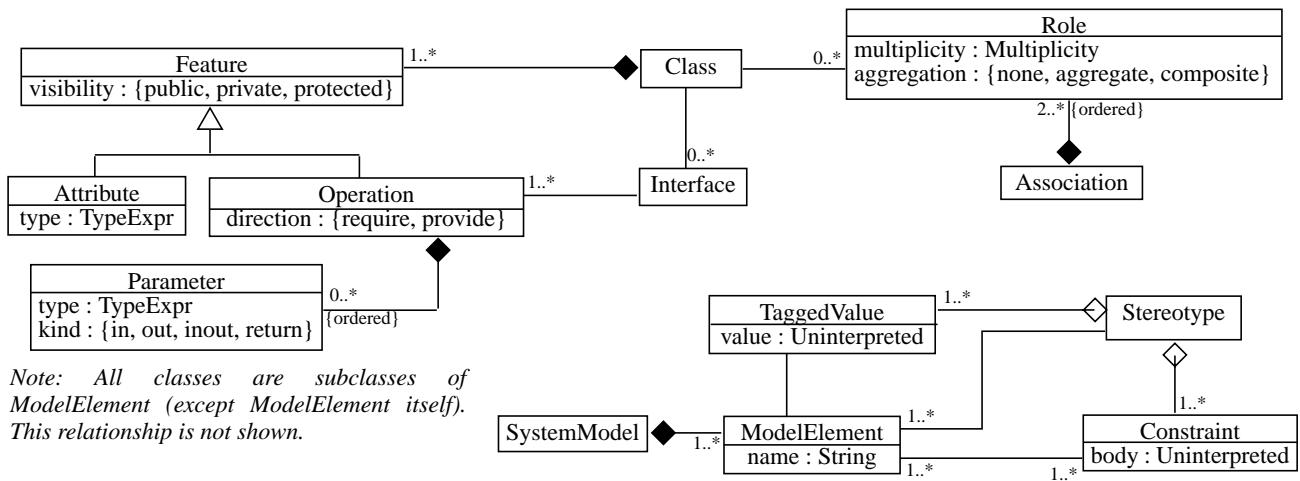 Role
multiplicity : Multiplicity
aggregation : {none, aggregate, composite}
Feature
visibility : {public, private, protected}
1..*
Class
0..*
2..* {ordered}
0..*
Attribute
type : TypeExpr
Operation
direction : {require, provide}
1..*
Interface
Association
Parameter
type : TypeExpr
kind : {in, out, inout, return}
0..*
{ordered}
TaggedValue
value : Uninterpreted
1..*
Stereotype
Note: All classes are subclasses of
ModelElement (except ModelElement itself).
This relationship is not shown.
SystemModel
1..*
ModelElement
name : String
1..*
1..*
1..*
1..*
Constraint
body : Uninterpreted